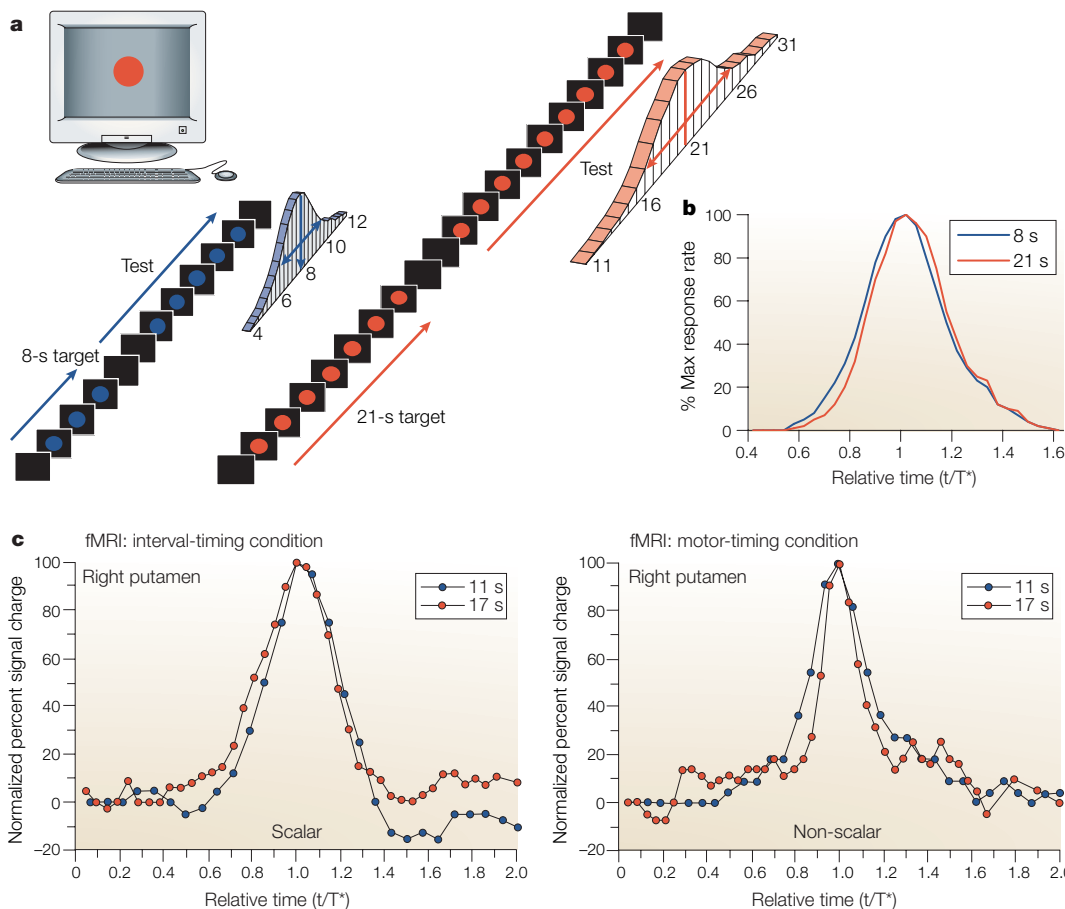 a
Test
8-s target
4
6
8
10
12
Test
21-s target
11
16
21
26
31
b
% Max response rate
100
80
60
40
20
0
0.4
0.6
0.8
1
1.2
1.4
1.6
Relative time (t/T*)
8 s
21 s
c
fMRI: interval-timing condition
Right putamen
Normalized percent signal charge
100
80
60
40
20
0
–20
11 s
17 s
Scalar
0
0.2
0.4
0.6
0.8
1.0
1.2
1.4
1.6
1.8
2.0
Relative time (t/T*)
fMRI: motor-timing condition
Right putamen
Normalized percent signal charge
100
80
60
40
20
0
–20
11 s
17 s
Non-scalar
0
0.2
0.4
0.6
0.8
1.0
1.2
1.4
1.6
1.8
2.0
Relative time (t/T*)